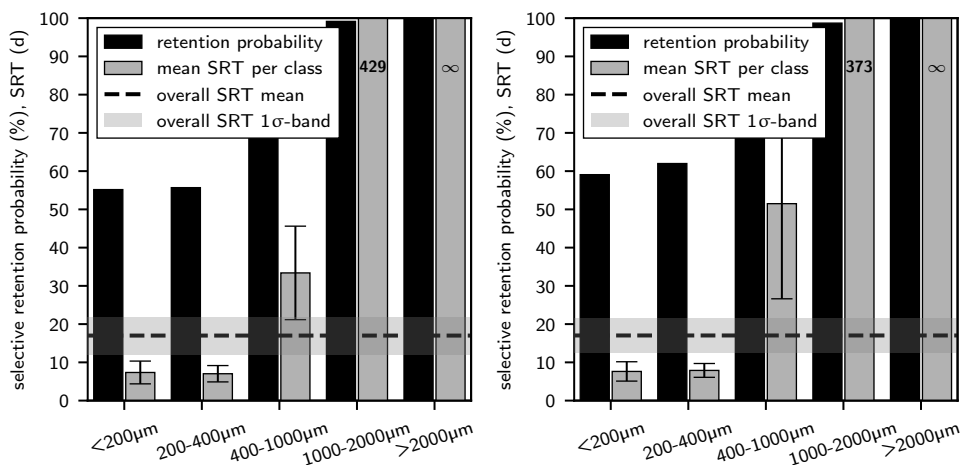 selective retention probability (%), SRT (d)
100
90
80
70
60
50
40
30
20
10
0
retention probability
mean SRT per class
overall SRT mean
overall SRT 1σ-band
429
∞
<200µm
200-400µm
400-1000µm
1000-2000µm
>2000µm
selective retention probability (%), SRT (d)
100
90
80
70
60
50
40
30
20
10
0
retention probability
mean SRT per class
overall SRT mean
overall SRT 1σ-band
373
∞
<200µm
200-400µm
400-1000µm
1000-2000µm
>2000µm